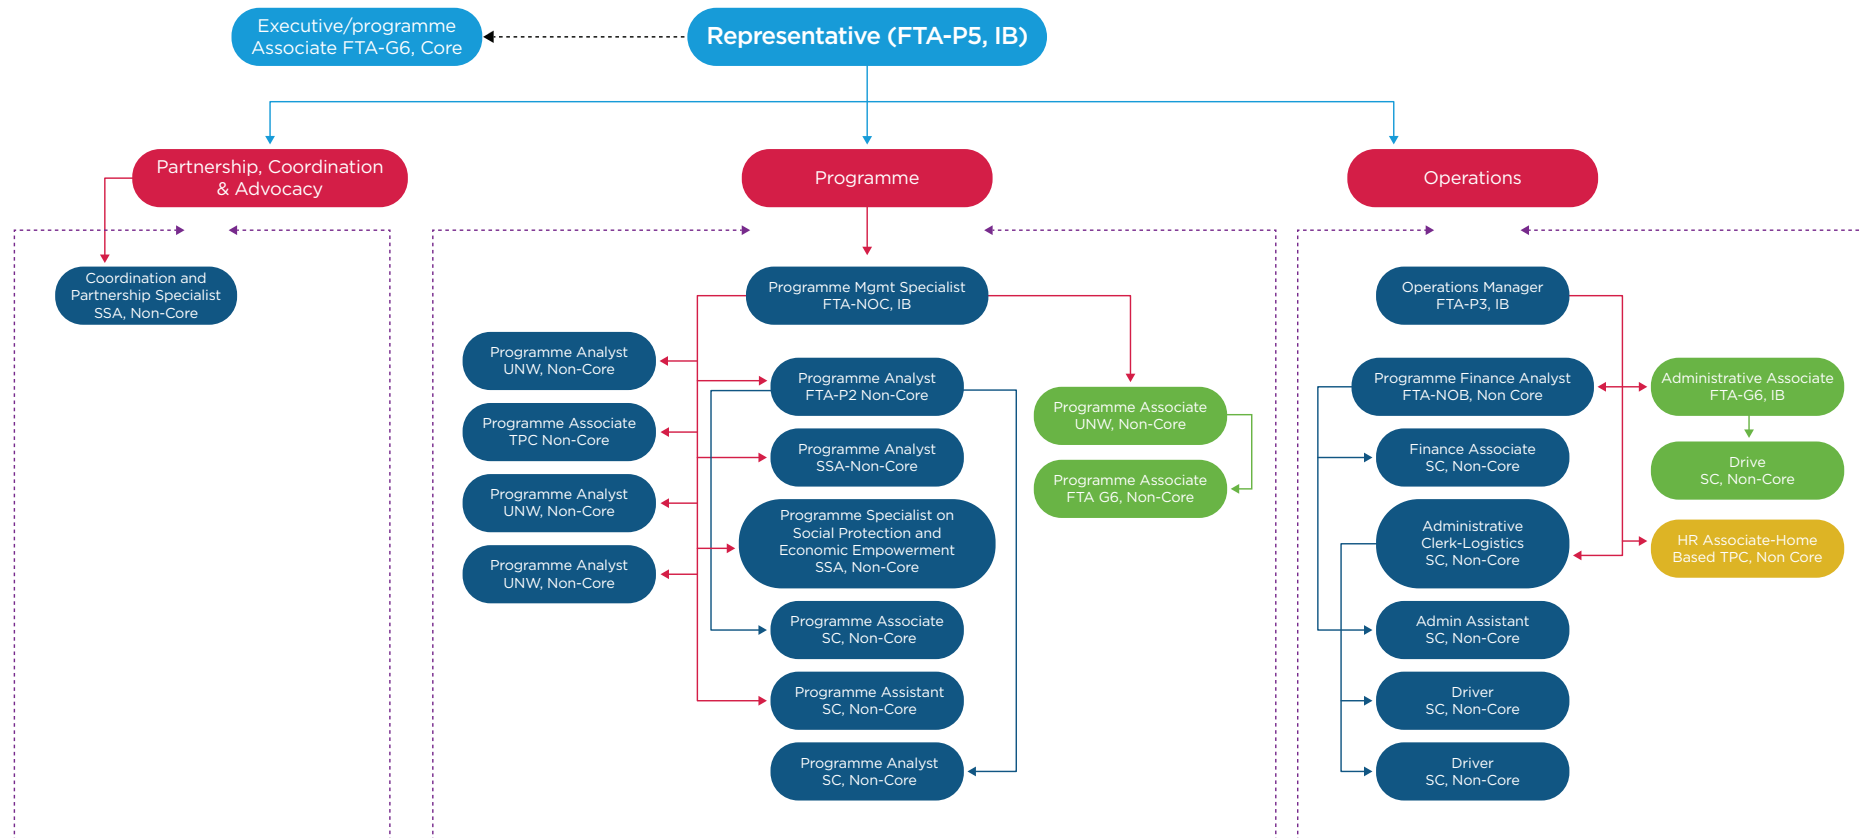 Executive/programme
Associate FTA-G6, Core
Representative (FTA-P5, IB)
Partnership, Coordination
& Advocacy
Programme
Operations
Coordination and
Partnership Specialist
SSA, Non-Core
Programme Mgmt Specialist
FTA-NOC, IB
Programme Analyst
UNW, Non-Core
Programme Associate
TPC Non-Core
Programme Analyst
UNW, Non-Core
Programme Analyst
UNW, Non-Core
Programme Analyst
FTA-P2 Non-Core
Programme Analyst
SSA-Non-Core
Programme Specialist on
Social Protection and
Economic Empowerment
SSA, Non-Core
Programme Associate
SC, Non-Core
Programme Assistant
SC, Non-Core
Programme Analyst
SC, Non-Core
Programme Associate
UNW, Non-Core
Programme Associate
FTA G6, Non-Core
Operations Manager
FTA-P3, IB
Programme Finance Analyst
FTA-NOB, Non Core
Finance Associate
SC, Non-Core
Administrative
Clerk-Logistics
SC, Non-Core
Admin Assistant
SC, Non-Core
Driver
SC, Non-Core
Driver
SC, Non-Core
Administrative Associate
FTA-G6, IB
Drive
SC, Non-Core
HR Associate-Home
Based TPC, Non Core